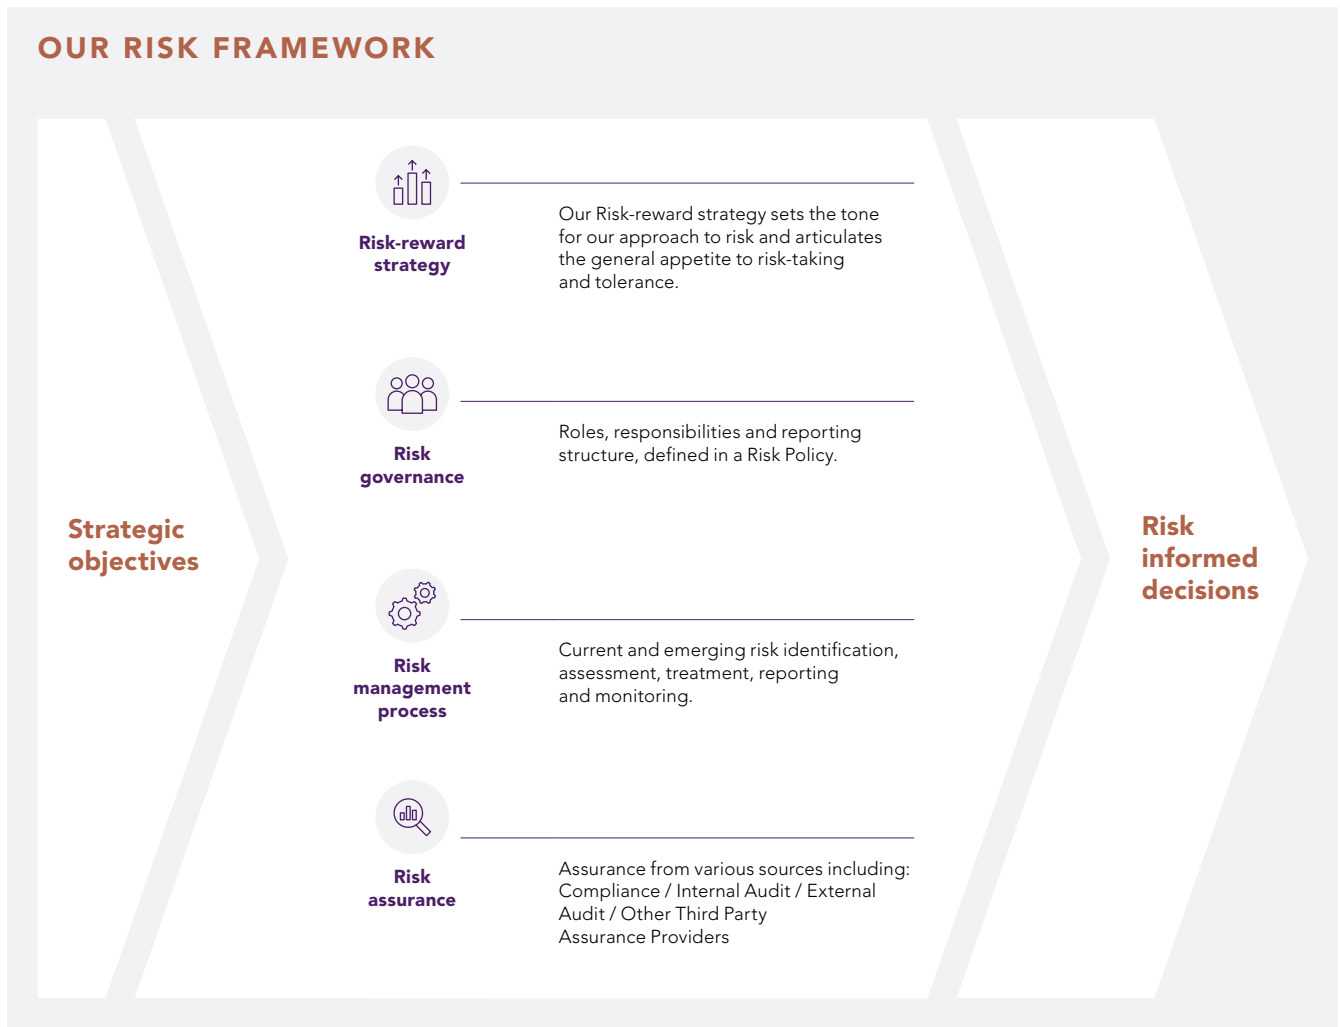 OUR RISK FRAMEWORK
Strategic
objectives
Risk-reward
strategy
Our Risk-reward strategy sets the tone
for our approach to risk and articulates
the general appetite to risk-taking
and tolerance.
Risk
governance
Roles, responsibilities and reporting
structure, defined in a Risk Policy.
Risk
management
process
Current and emerging risk identification,
assessment, treatment, reporting
and monitoring.
Risk
assurance
Assurance from various sources including:
Compliance / Internal Audit / External
Audit / Other Third Party
Assurance Providers
Risk
informed
decisions